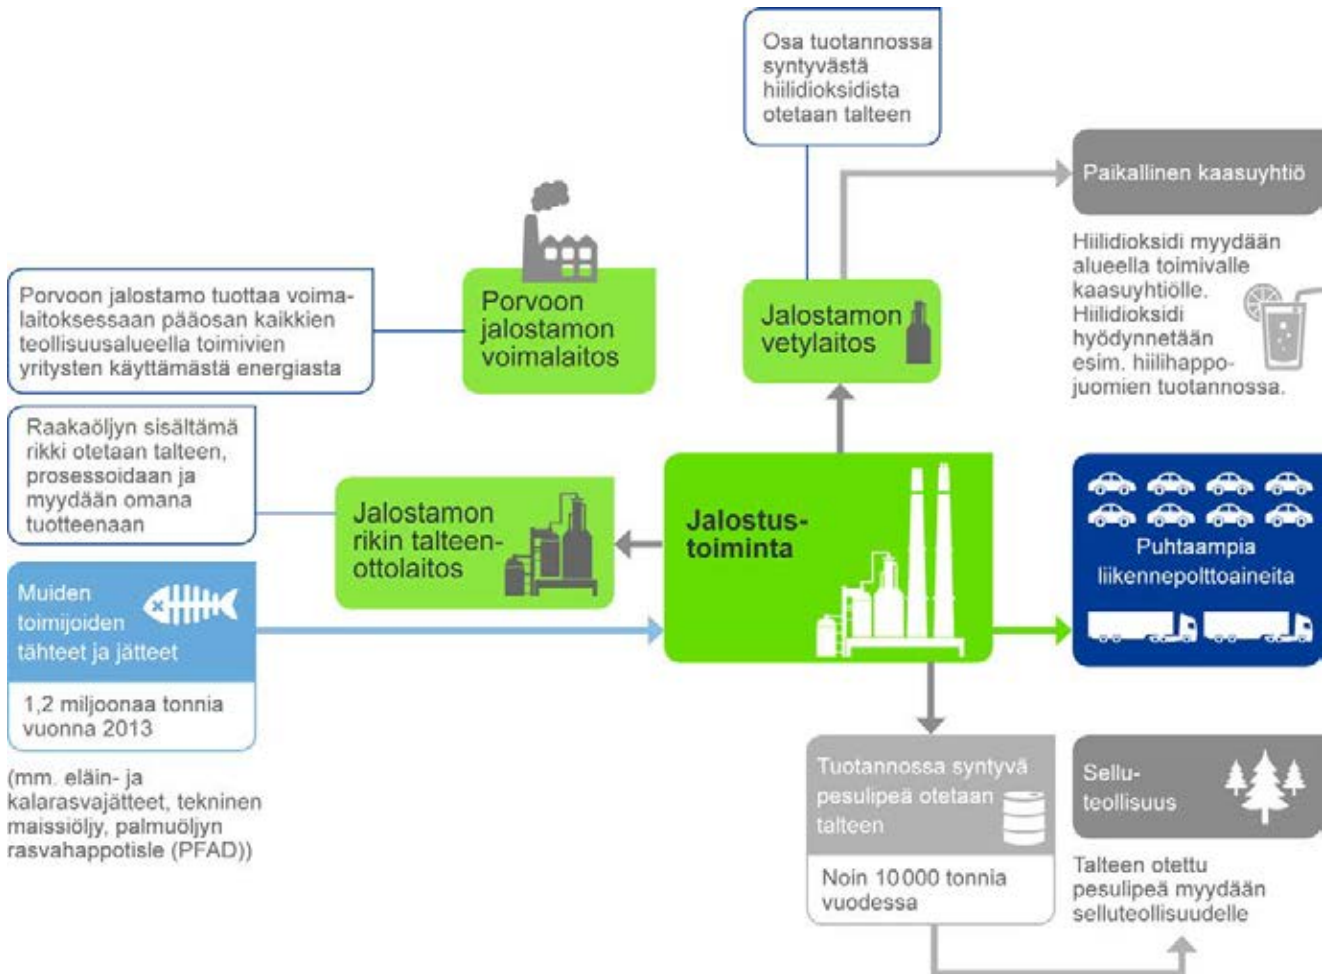 Osa tuotannossa
syntyvästä
hiilidioksidista
otetaan talteen
Paikallinen kaasuyhtiö
Hiilidioksidi myydään
alueella toimivalle
kaasuyhtiölle.
Hiilidioksidi
hyödynnetään
esim. hiilihappo-
juomien tuotannossa.
Porvoon jalostamo tuottaa voima-
laitoksessaan pääosan kaikkien
teollisuusalueella toimivien
yritysten käyttämästä energiasta
Porvoon
jalostamon
voimalaitos
Jalostamon
vetylaitos
Raakaöljyn sisältämä
rikki otetaan talteen,
prosessoidaan ja
myydään omana
tuotteenaan
Jalostamon
rikin talteen-
ottolaitos
Jalostus-
toiminta
Puhtaampia
liikennepolttoaineita
Muiden
toimijoiden
tähteet ja jätteet
1,2 miljoonaa tonnia
vuonna 2013
(mm. eläin- ja
kalarasvajätteet, tekninen
maissiöljy, palmuöljyn
rasvahappotisle (PFAD))
Tuotannossa syntyvä
pesulipeä otetaan
talteen
Noin 10 000 tonnia
vuodessa
Sellu-
teollisuus
Talteen otettu
pesulipeä myydään
selluteollisuudelle